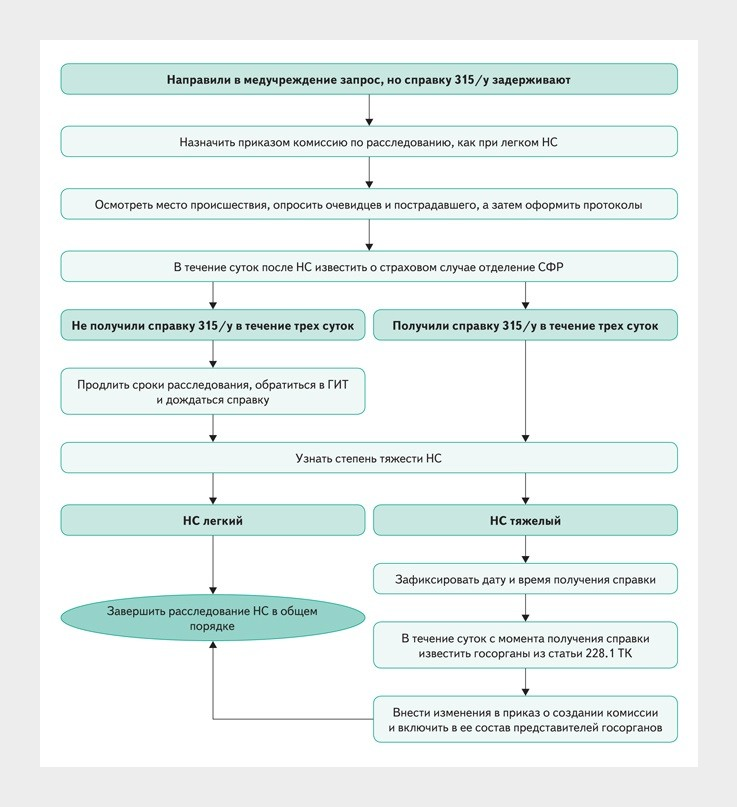 Направили в медучреждение запрос, но справку 315/у задерживают
Назначить приказом комиссию по расследованию, как при легком НС
Осмотреть место происшествия, опросить очевидцев и пострадавшего, а затем оформить протоколы
В течение суток после НС известить о страховом случае отделение СФР
Не получили справку 315/у в течение трех суток
Получили справку 315/у в течение трех суток
Продлить сроки расследования, обратиться в ГИТ
и дождаться справку
Узнать степень тяжести НС
НС легкий
НС тяжелый
Зафиксировать дату и время получения справки
Завершить расследование НС в общем
порядке
В течение суток с момента получения справки
известить госорганы из статьи 228.1 ТК
Внести изменения в приказ о создании комиссии
и включить в ее состав представителей госорганов